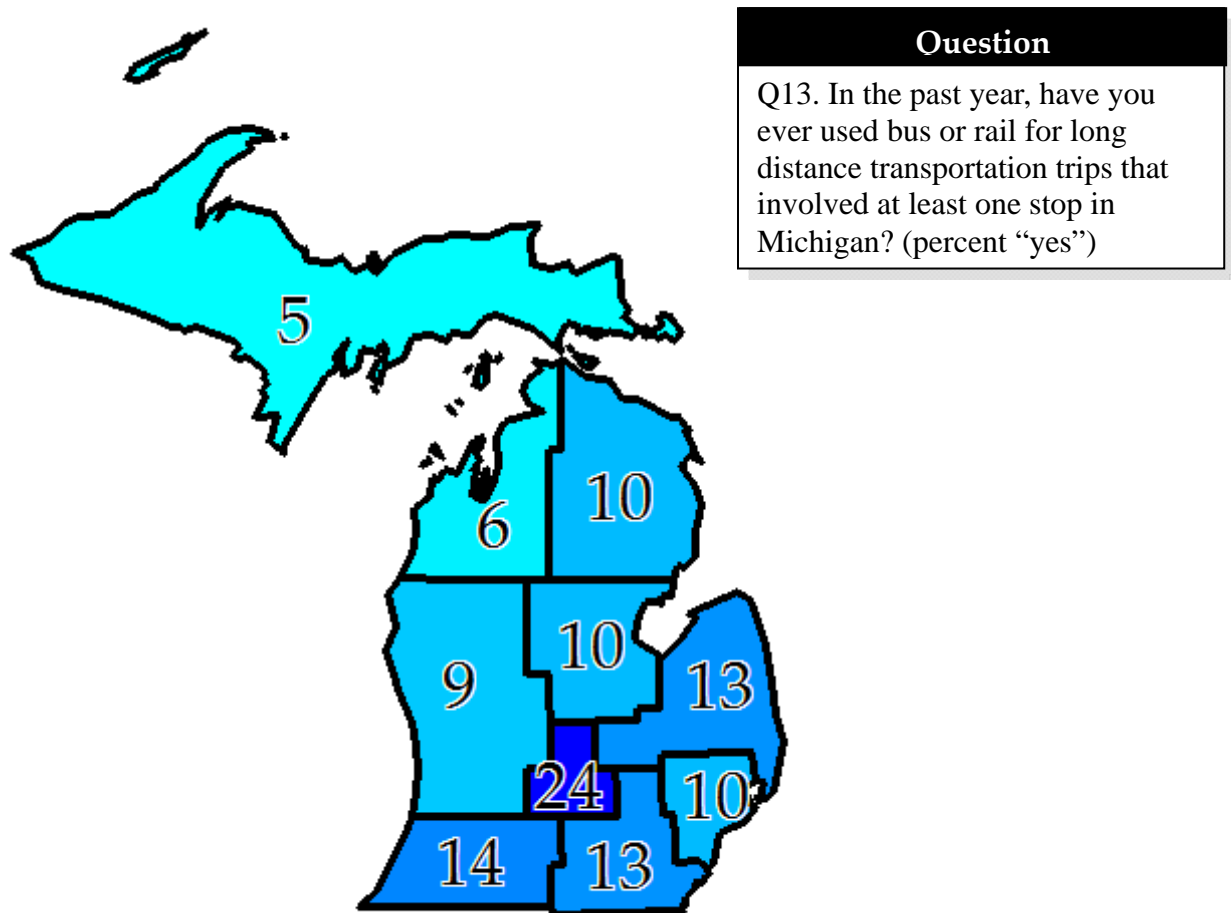 Question
Q13. In the past year, have you
ever used bus or rail for long
distance transportation trips that
involved at least one stop in
Michigan? (percent “yes”)
5
6
10
10
9
13
24
10
14
13